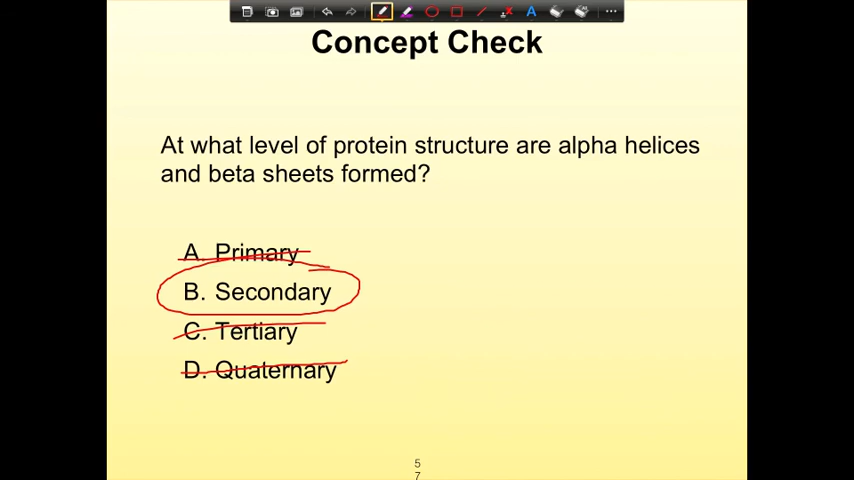 Concept Check
At what level of protein structure are alpha helices
and beta sheets formed?
A. Primary
B. Secondary
C. Tertiary
D. Quaternary
5
7